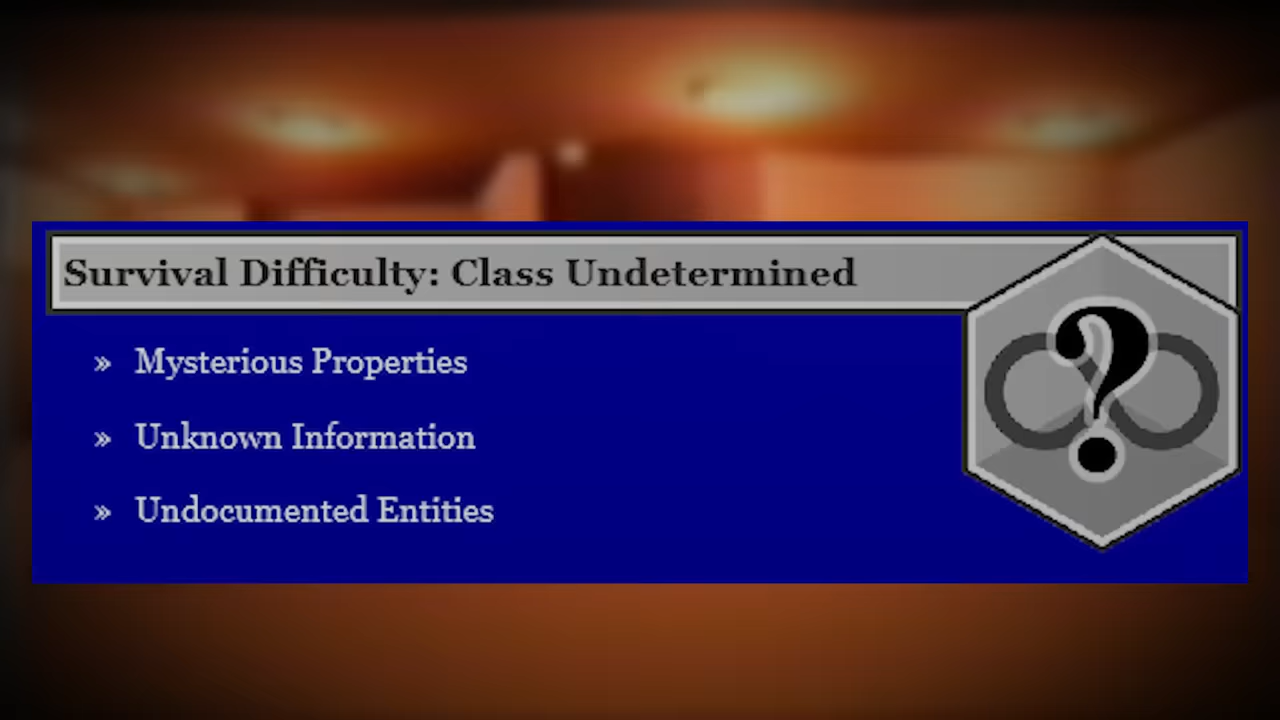 Survival Difficulty: Class Undetermined
» Mysterious Properties
» Unknown Information
» Undocumented Entities
?